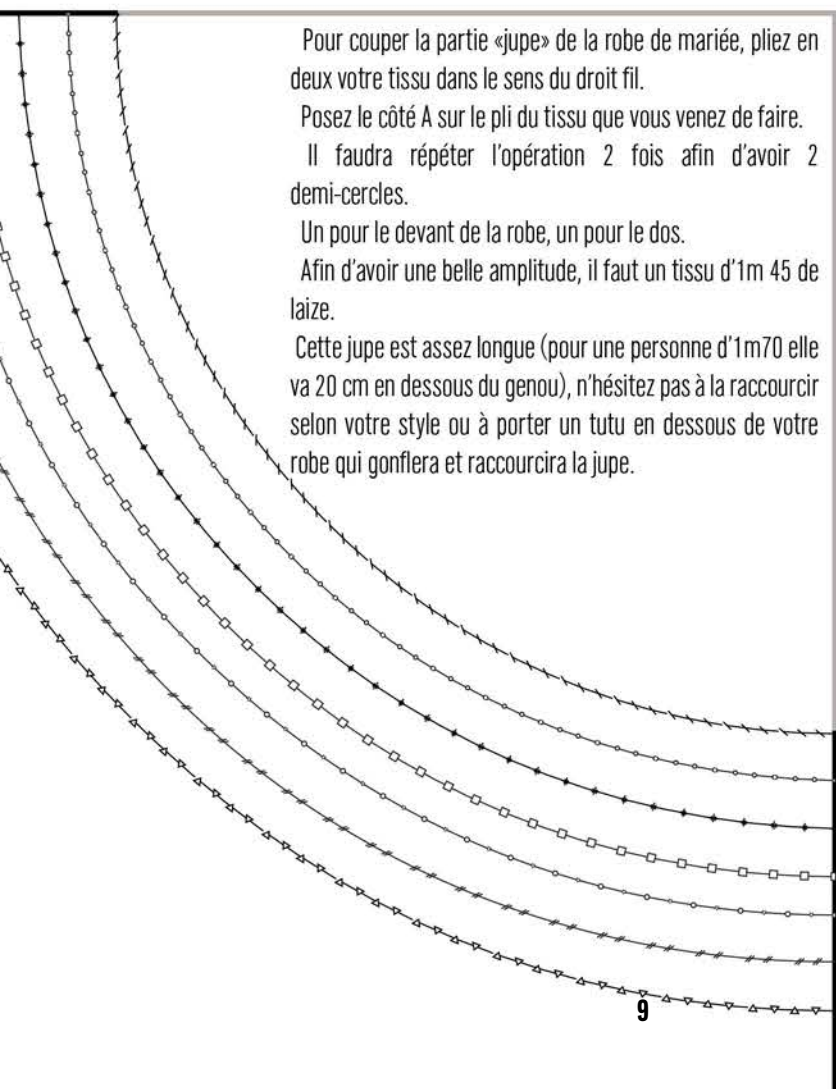 Pour couper la partie «jupe» de la robe de mariée, pliez en
deux votre tissu dans le sens du droit fil.
Posez le côté A sur le pli du tissu que vous venez de faire.
Il faudra répéter l'opération 2 fois afin d'avoir 2
demi-cercles.
Un pour le devant de la robe, un pour le dos.
Afin d'avoir une belle amplitude, il faut un tissu d'1m 45 de
laize.
Cette jupe est assez longue (pour une personne d'1m70 elle
va 20 cm en dessous du genou), n'hésitez pas à la raccourcir
selon votre style ou à porter un tutu en dessous de votre
robe qui gonflera et raccourcira la jupe.
9